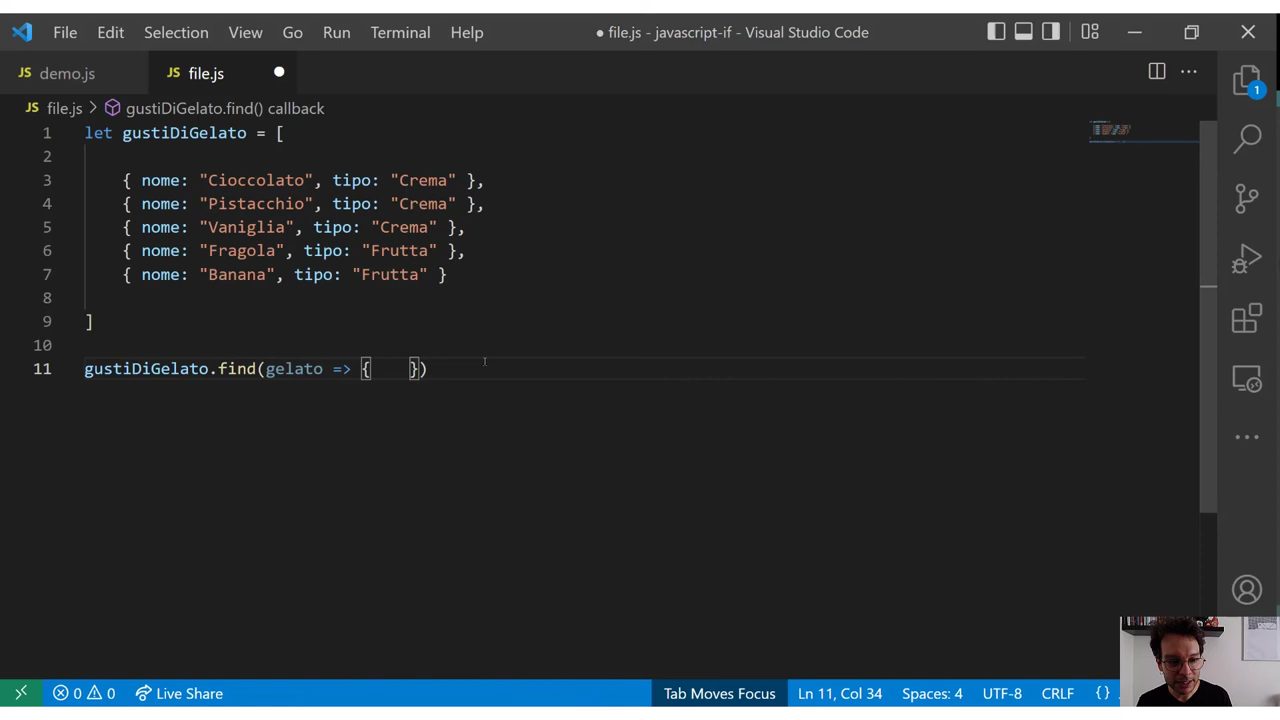 File Edit Selection View Go Run Terminal Help ● file.js - javascript-if - Visual Studio Code
JS demo.js JS file.js
JS file.js > gustiDiGelato.find() callback
1 let gustiDiGelato = [
2
3 { nome: "Cioccolato", tipo: "Crema" },
4 { nome: "Pistacchio", tipo: "Crema" },
5 { nome: "Vaniglia", tipo: "Crema" },
6 { nome: "Fragola", tipo: "Frutta" },
7 { nome: "Banana", tipo: "Frutta" }
8
9 ]
10
11 gustiDiGelato.find(gelato => { })
1
0 0 Live Share Tab Moves Focus Ln 11, Col 34 Spaces: 4 UTF-8 CRLF {}